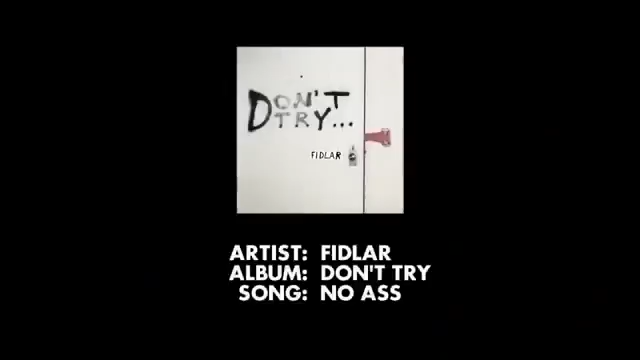 DON'T
TRY...
FIDLAR
ARTIST: FIDLAR
ALBUM: DON'T TRY
SONG: NO ASS